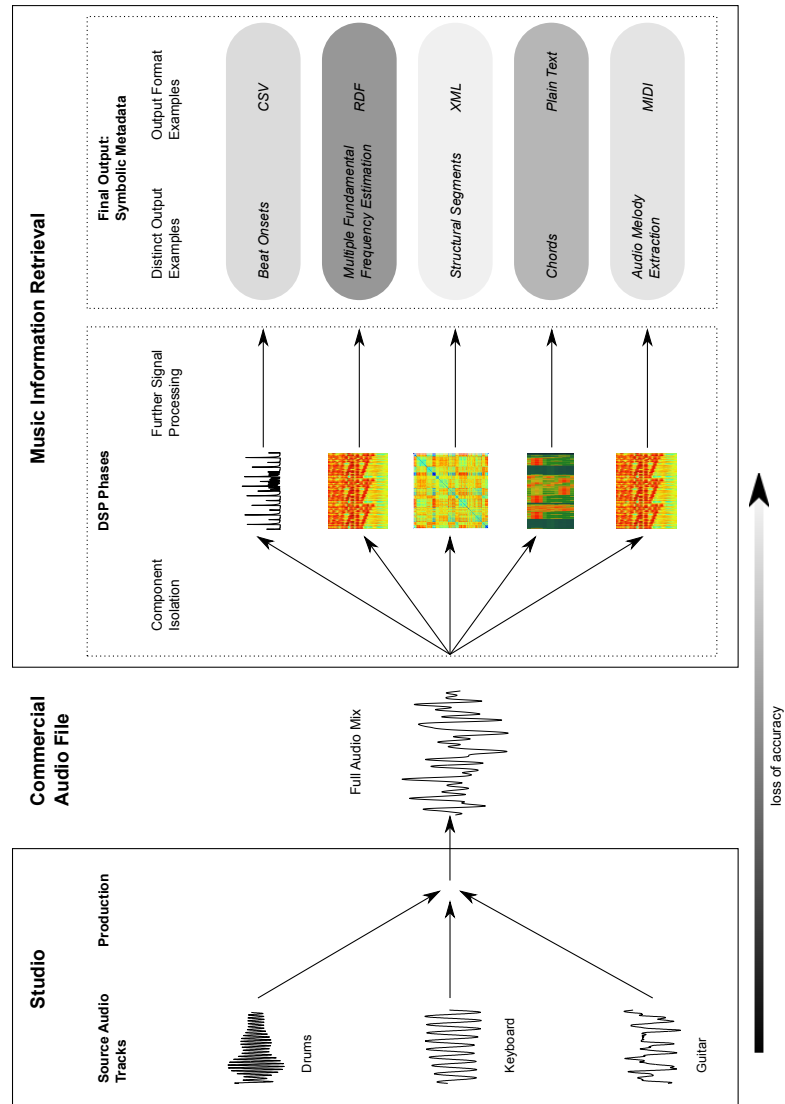 Studio
Source Audio
Tracks
Production
Drums
Keyboard
Guitar
Commercial
Audio File
Full Audio Mix
Music Information Retrieval
DSP Phases
Component
Isolation
Further Signal
Processing
Final Output:
Symbolic Metadata
Distinct Output
Examples
Output Format
Examples
Beat Onsets
CSV
Multiple Fundamental
Frequency Estimation
RDF
Structural Segments
XML
Chords
Plain Text
Audio Melody
Extraction
MIDI
loss of accuracy